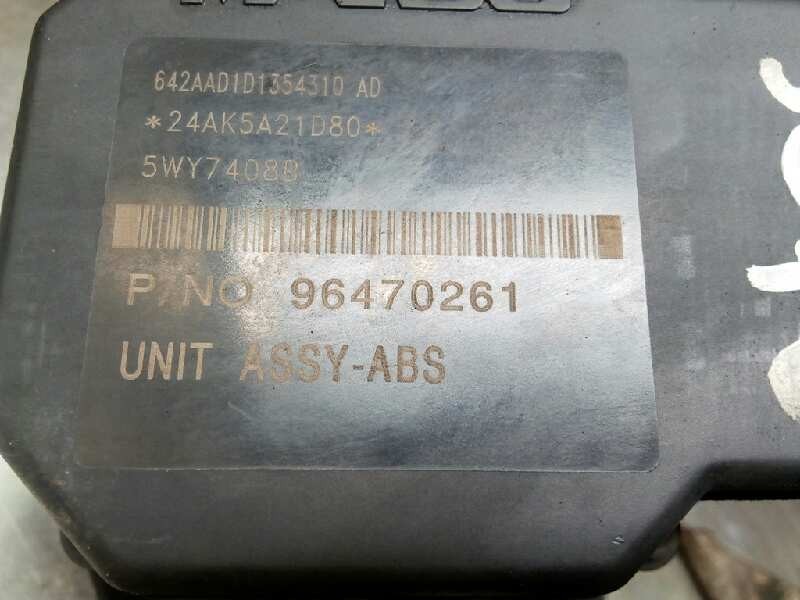 642AAD1D1354310 AD
*24AK5A21D80*
5WY74088
P/NO 96470261
UNIT ASSY-ABS